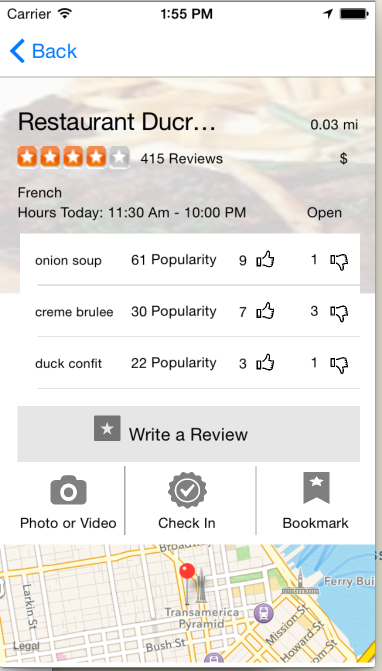 Carrier 1:55 PM
Back
Restaurant Ducr... 0.03 mi
415 Reviews $
French
Hours Today: 11:30 Am - 10:00 PM Open
onion soup 61 Popularity 9 1
creme brulee 30 Popularity 7 3
duck confit 22 Popularity 3 1
Write a Review
Photo or Video Check In Bookmark
Broadway
Ferry Bui
Larkin St
Transamerica
Pyramid
Mission St
Howard St
Bush St
Legal